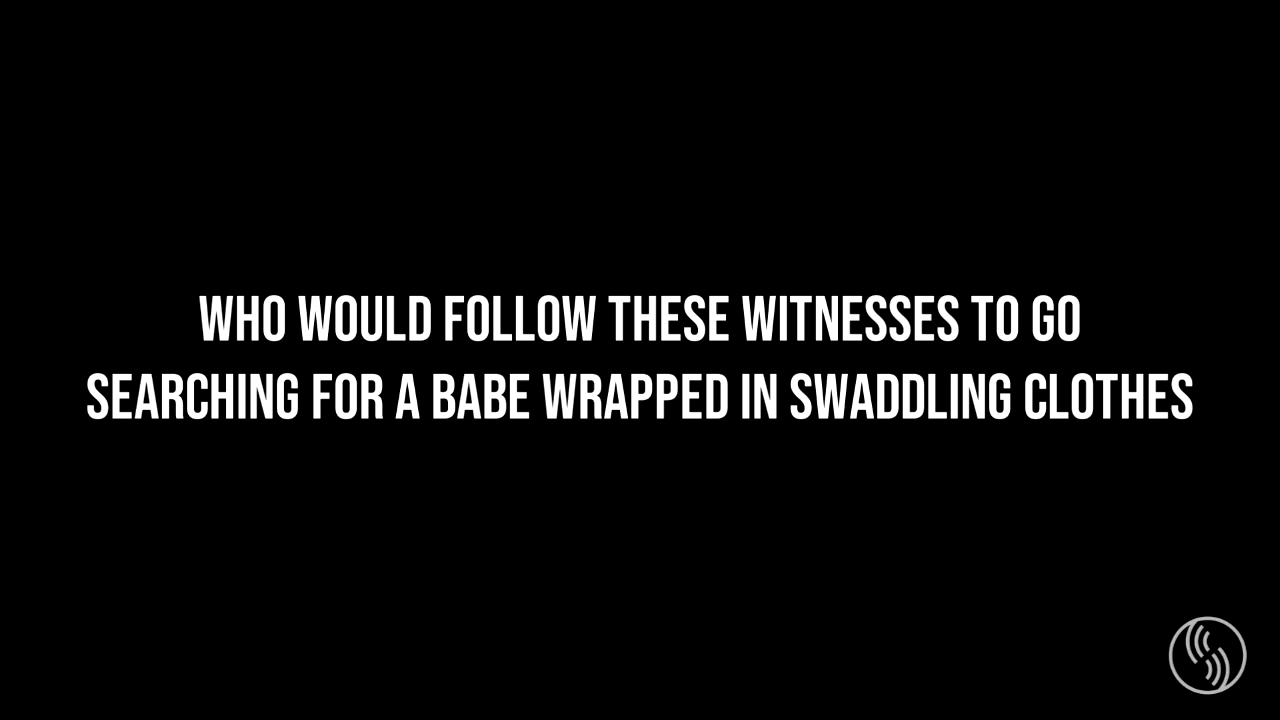 WHO WOULD FOLLOW THESE WITNESSES TO GO
SEARCHING FOR A BABE WRAPPED IN SWADDLING CLOTHES